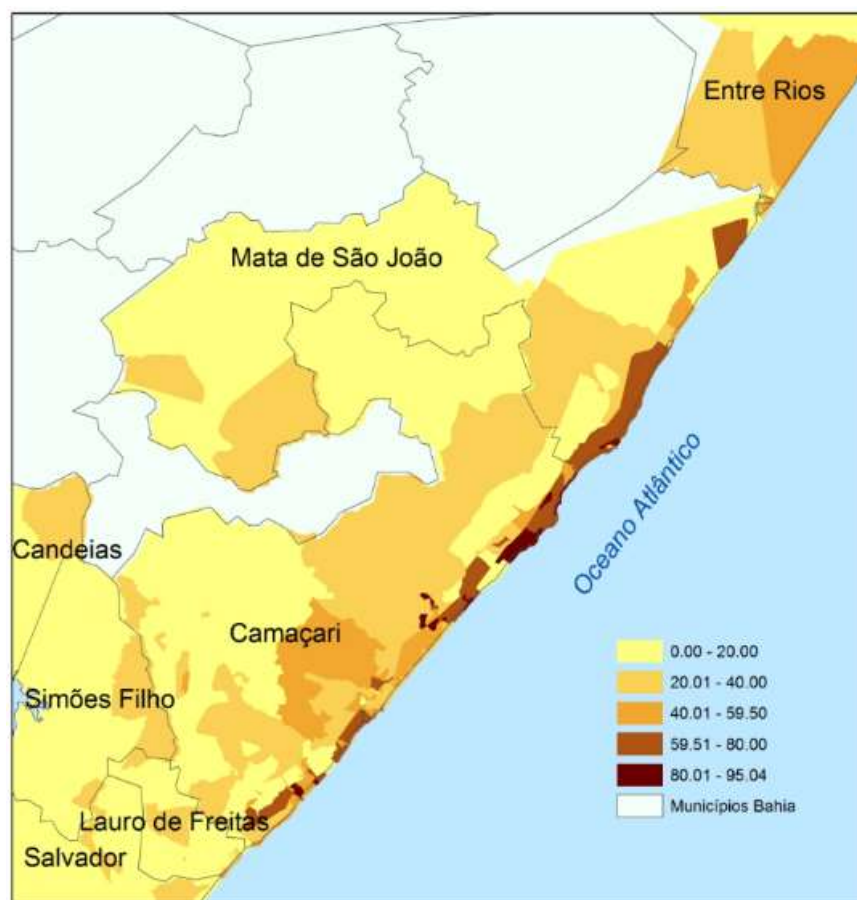 Entre Rios
Mata de São João
Oceano Atlântico
Candeias
Camaçari
Simões Filho
Lauro de Freitas
Salvador
0.00 - 20.00
20.01 - 40.00
40.01 - 59.50
59.51 - 80.00
80.01 - 95.04
Municípios Bahia